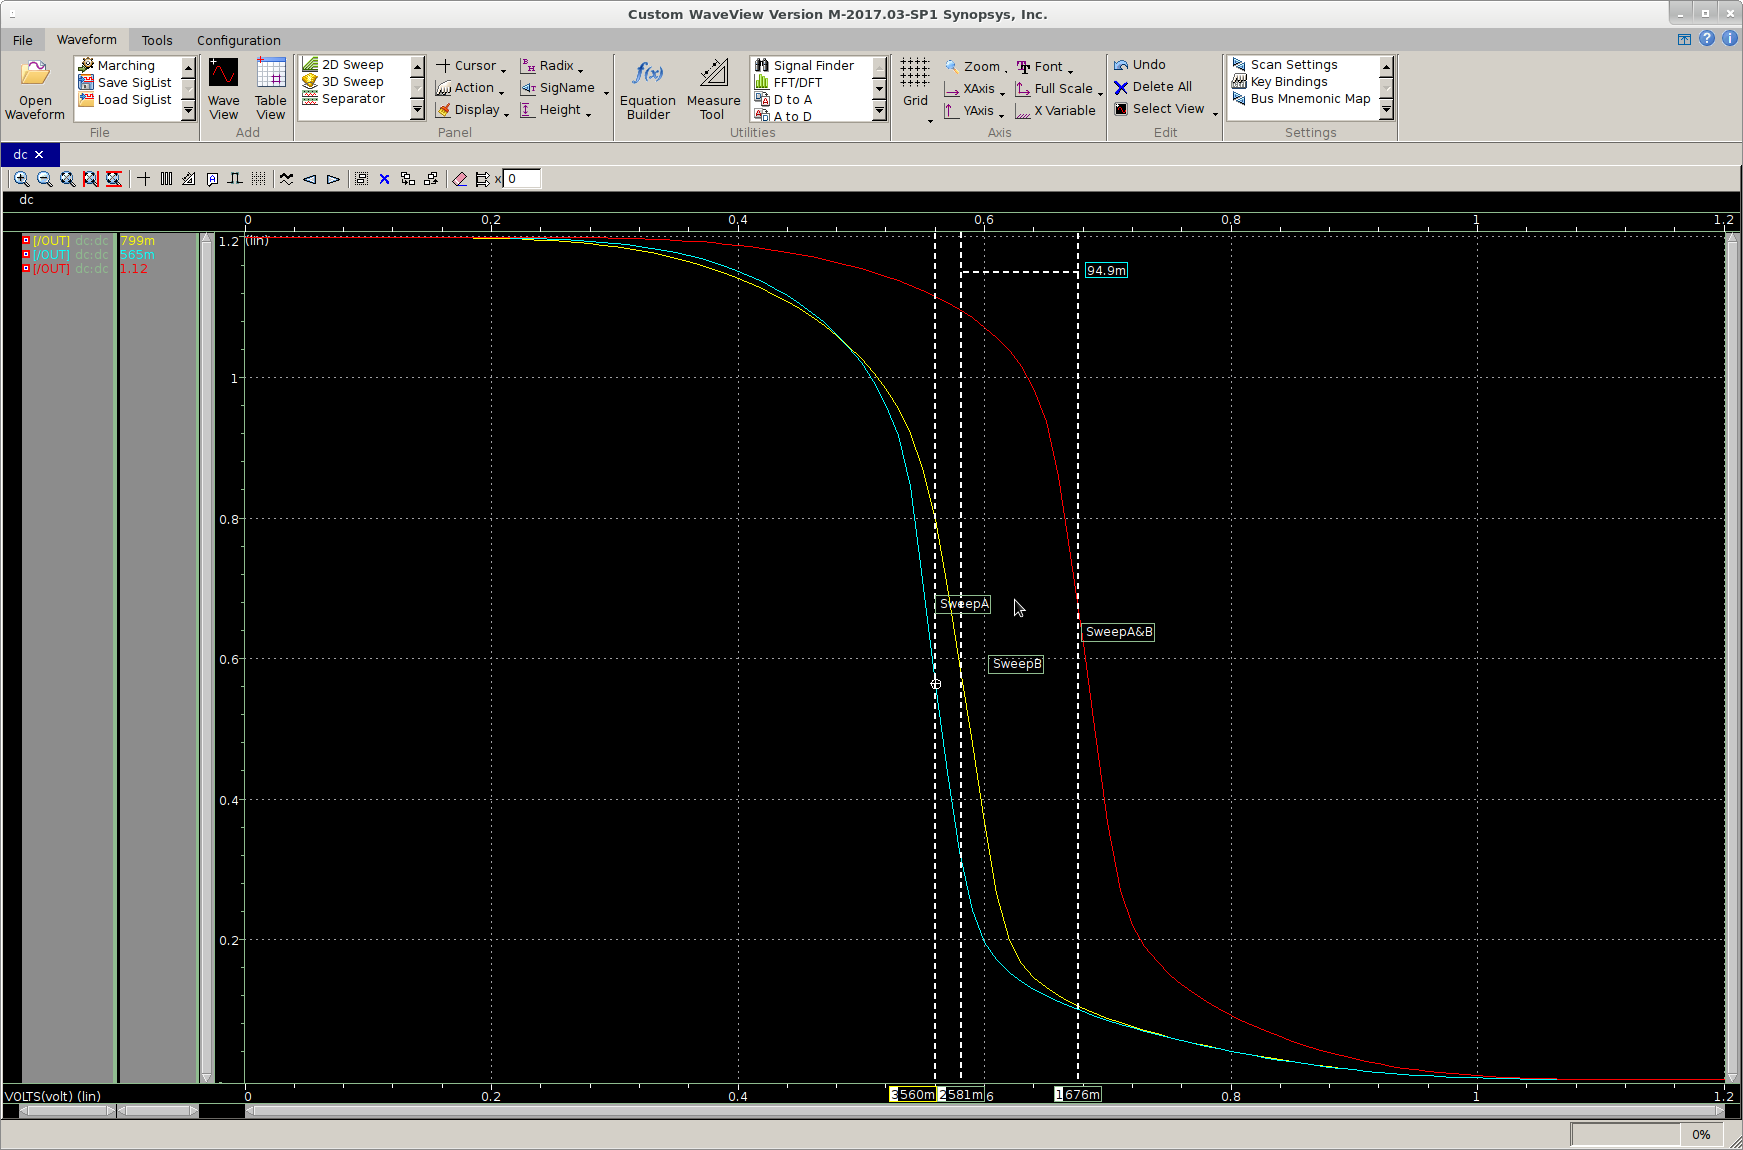 Custom WaveView Version M-2017.03-SP1 Synopsys, Inc.
File Waveform Tools Configuration
Open Waveform
Marching
Save SigList
Load SigList
File
Wave View
Table View
Add
2D Sweep
3D Sweep
Separator
Cursor
Action
Display
Radix
SigName
Height
Panel
Equation Builder
Measure Tool
Signal Finder
FFT/DFT
D to A
A to D
Utilities
Grid
Zoom
XAxis
YAxis
Font
Full Scale
X Variable
Axis
Undo
Delete All
Select View
Edit
Scan Settings
Key Bindings
Bus Mnemonic Map
Settings
dc
x 0
dc
0 0.2 0.4 0.6 0.8 1 1.2
[/OUT] dc:dc 799m
[/OUT] dc:dc 565m
[/OUT] dc:dc 1.12
1.2 (lin)
94.9m
1
0.8
SweepA
SweepA&B
0.6
SweepB
0.4
0.2
VOLTS(volt) (lin)
0 0.2 0.4 3 560m 2 581m 6 1 676m 0.8 1 1.2
0%